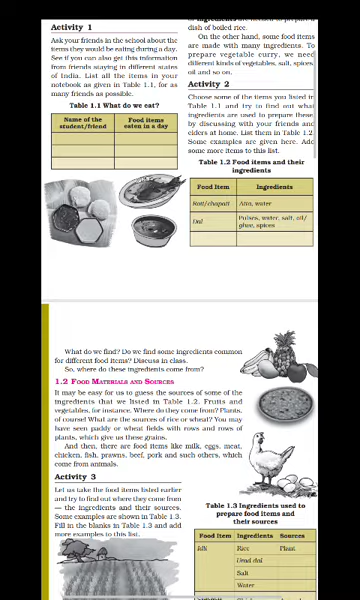 Activity 1
Ask your friends in the school about the
items they would be eating during a day.
See if you can also get this information
from friends staying in different states
of India. List all the items in your
notebook as given in Table 1.1, for as
many friends as possible.
Table 1.1 What do we eat?
Name of the student/friend
Food items eaten in a day
dish of boiled rice.
On the other hand, some food items
are made with many ingredients. To
prepare vegetable curry, we need
different kinds of vegetables, salt, spices,
oil and so on.
Activity 2
Choose some of the items you listed in
Table 1.1 and try to find out what
ingredients are used to prepare these
by discussing with your friends and
elders at home. List them in Table 1.2.
Some examples are given here. Add
some more items to this list.
Table 1.2 Food items and their
ingredients
Food Item Ingredients
Roti/chapati Atta, water
Dal Pulses, water, salt, oil/
ghee, spices
What do we find? Do we find some ingredients common
for different food items? Discuss in class.
So, where do these ingredients come from?
1.2 FOOD MATERIALS AND SOURCES
It may be easy for us to guess the sources of some of the
ingredients that we listed in Table 1.2. Fruits and
vegetables, for instance. Where do they come from? Plants,
of course! What are the sources of rice or wheat? You may
have seen paddy or wheat fields with rows and rows of
plants, which give us these grains.
And then, there are food items like milk, eggs, meat,
chicken, fish, prawns, beef, pork and such others, which
come from animals.
Activity 3
Let us take the food items listed earlier
and try to find out where they come from
— the ingredients and their sources.
Some examples are shown in Table 1.3.
Fill in the blanks in Table 1.3 and add
more examples to this list.
Table 1.3 Ingredients used to
prepare food items and
their sources
Food Item Ingredients Sources
Idli Rice Plant
Urad dal
Salt
Water